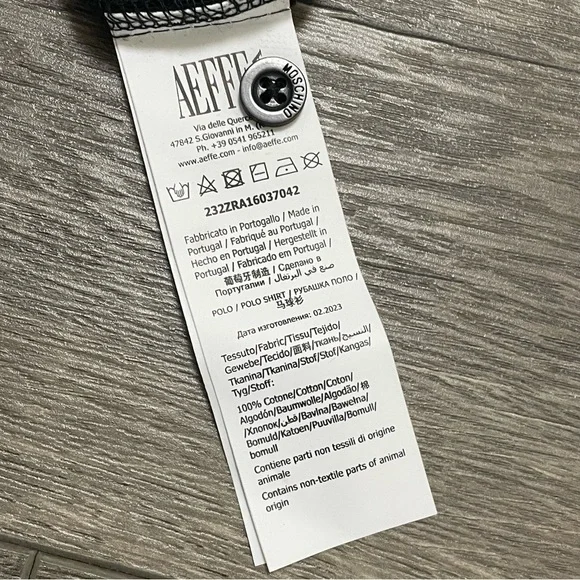 AEFFE
MOSCHINO
Via delle
47842 S.Giovanni in M.
Ph. +39 0541 965211
www.aeffe.com - info@aeffe.com
232ZRA16037042
Fabbricato in Portogallo / Made in
Portugal / Fabriqué au Portugal /
Hecho en Portugal / Hergestellt in
Portugal / Fabricado em Portugal /
葡萄牙制造 / Сделано в
Португалии / صنع في البرتغال
POLO / POLO SHIRT / РУБАШКА ПОЛО /
马球衫
Дата изготовления: 02.2023
Tessuto/Fabric/Tissu/Tejido/
Gewebe/Tecido/面料/ткань/النسيج/
Tkanina/Tkanina/Stof/Stof/Kangas/
Tyg/Stoff:
100% Cotone/Cotton/Coton/
Algodón/Baumwolle/Algodão/棉
/Хлопок/قطن/Bavlna/Bawełna/
Bomuld/Katoen/Puuvilla/Bomull/
bomull
Contiene parti non tessili di origine
animale
Contains non-textile parts of animal
origin